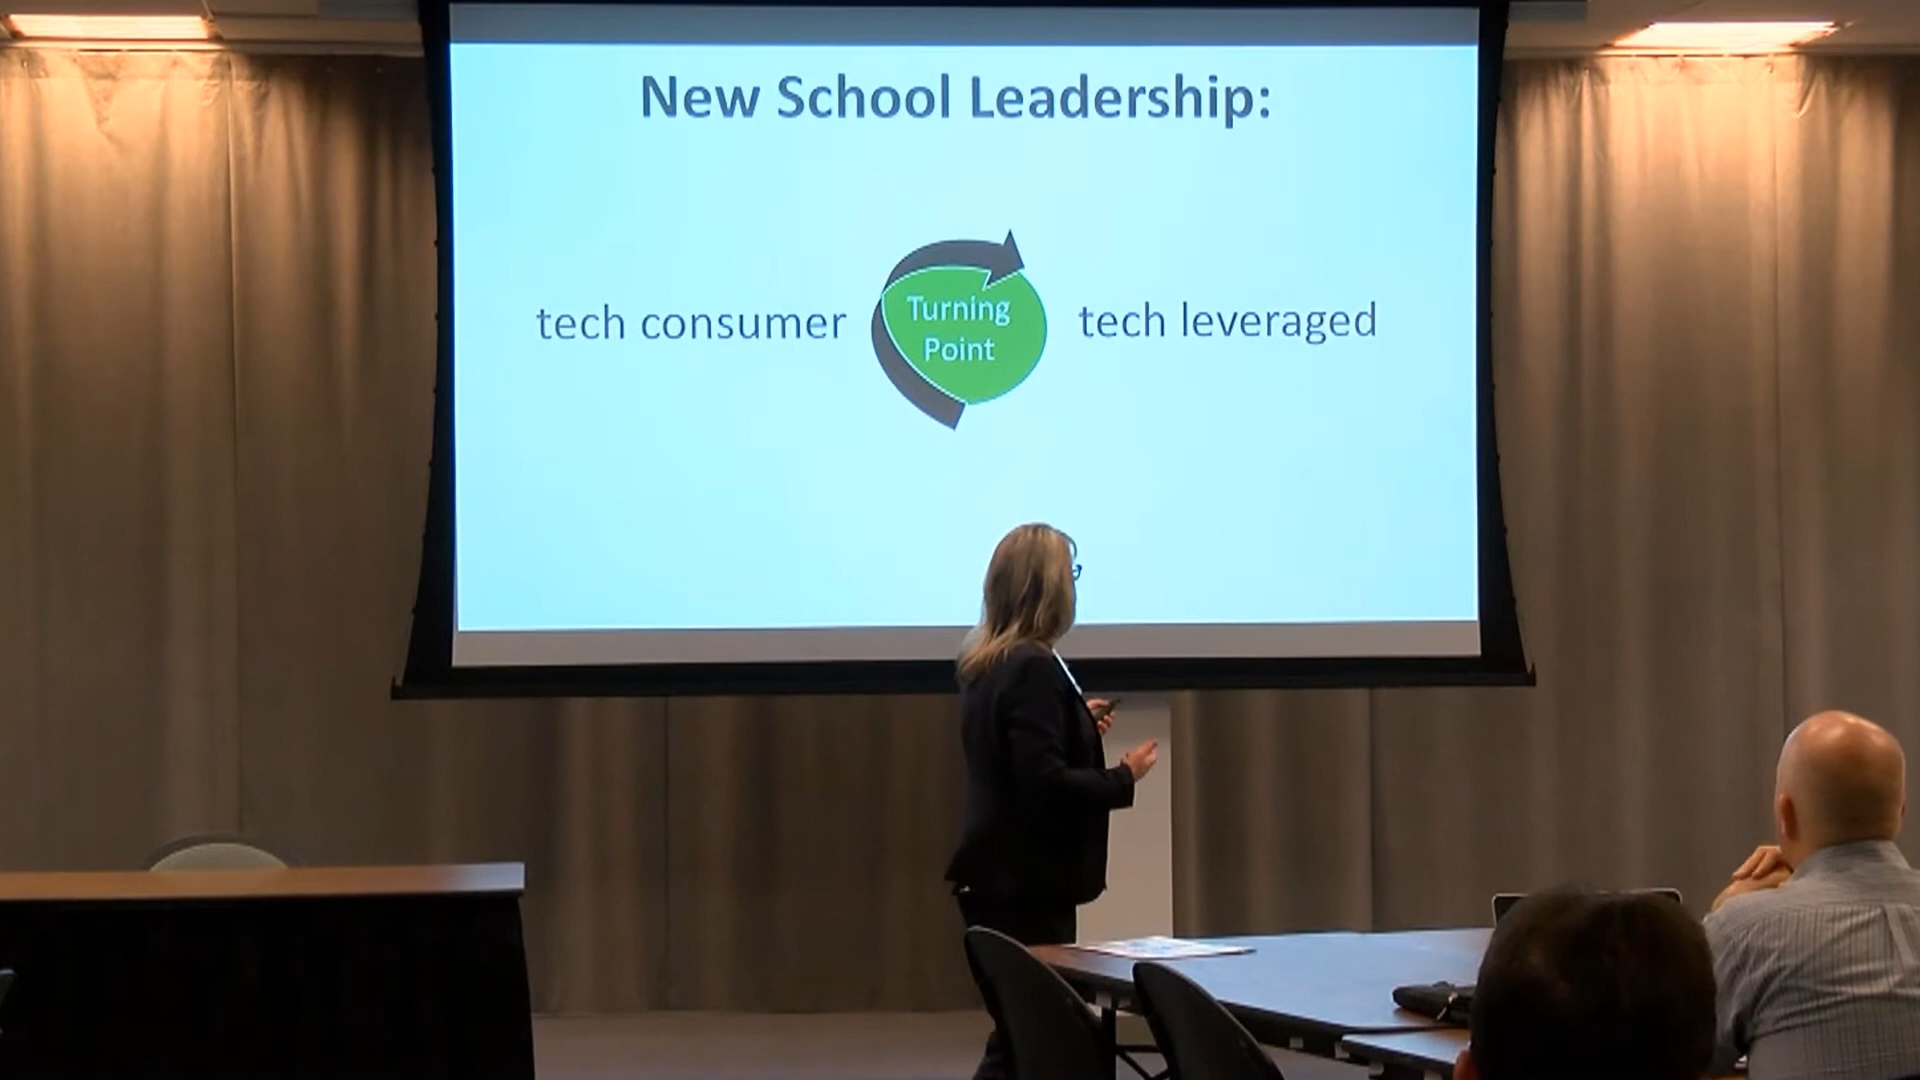 New School Leadership:
tech consumer
Turning
Point
tech leveraged